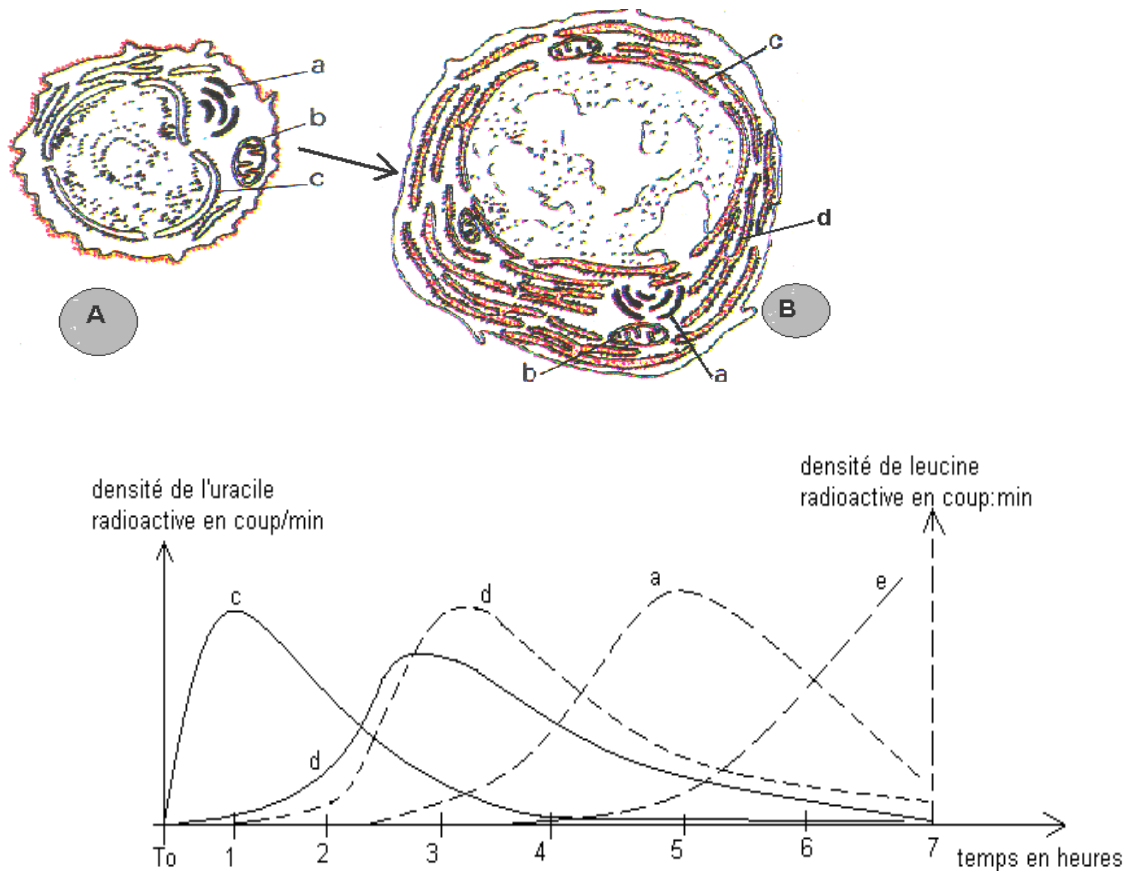 a
b
c
A
c
d
B
b
a
densité de l'uracile
radioactive en coup/min
densité de leucine
radioactive en coup:min
c
d
a
e
d
To 1 2 3 4 5 6 7 temps en heures